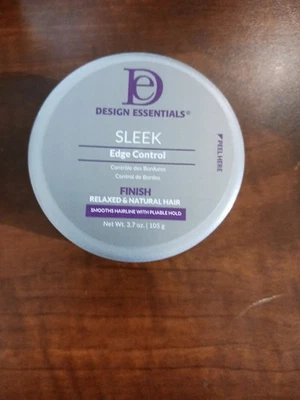 DE
DESIGN ESSENTIALS®
SLEEK
Edge Control
Contrôle des Bordures
Control de Bordes
FINISH
RELAXED & NATURAL HAIR
SMOOTHS HAIRLINE WITH PLIABLE HOLD
Net Wt. 3.7 oz. | 105 g
PEEL HERE